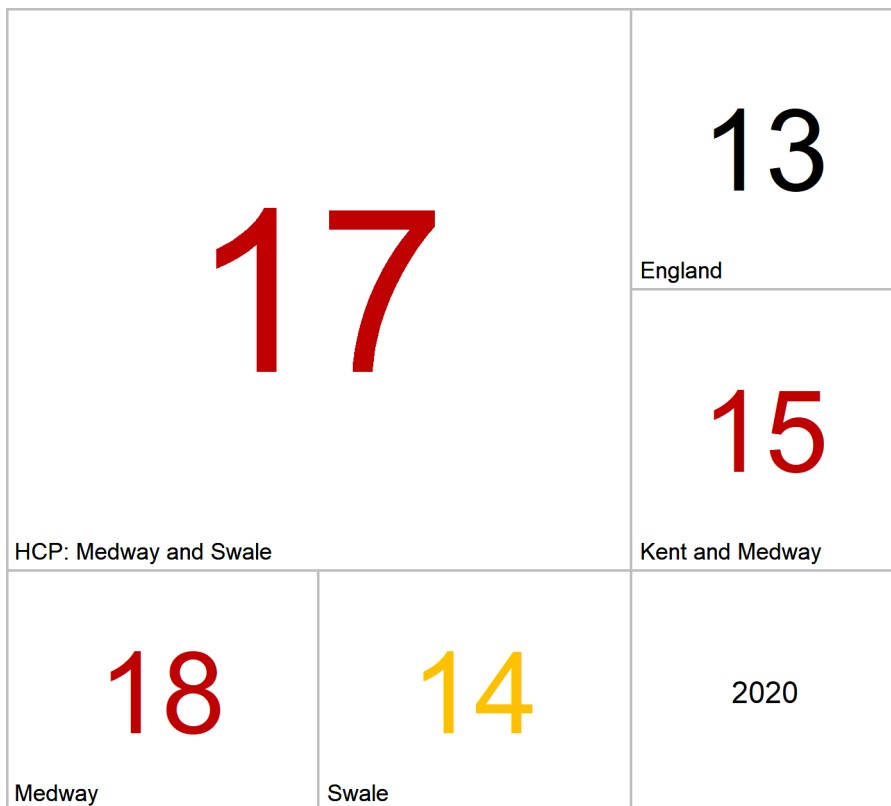 17
HCP: Medway and Swale
13
England
15
Kent and Medway
18
Medway
14
Swale
2020